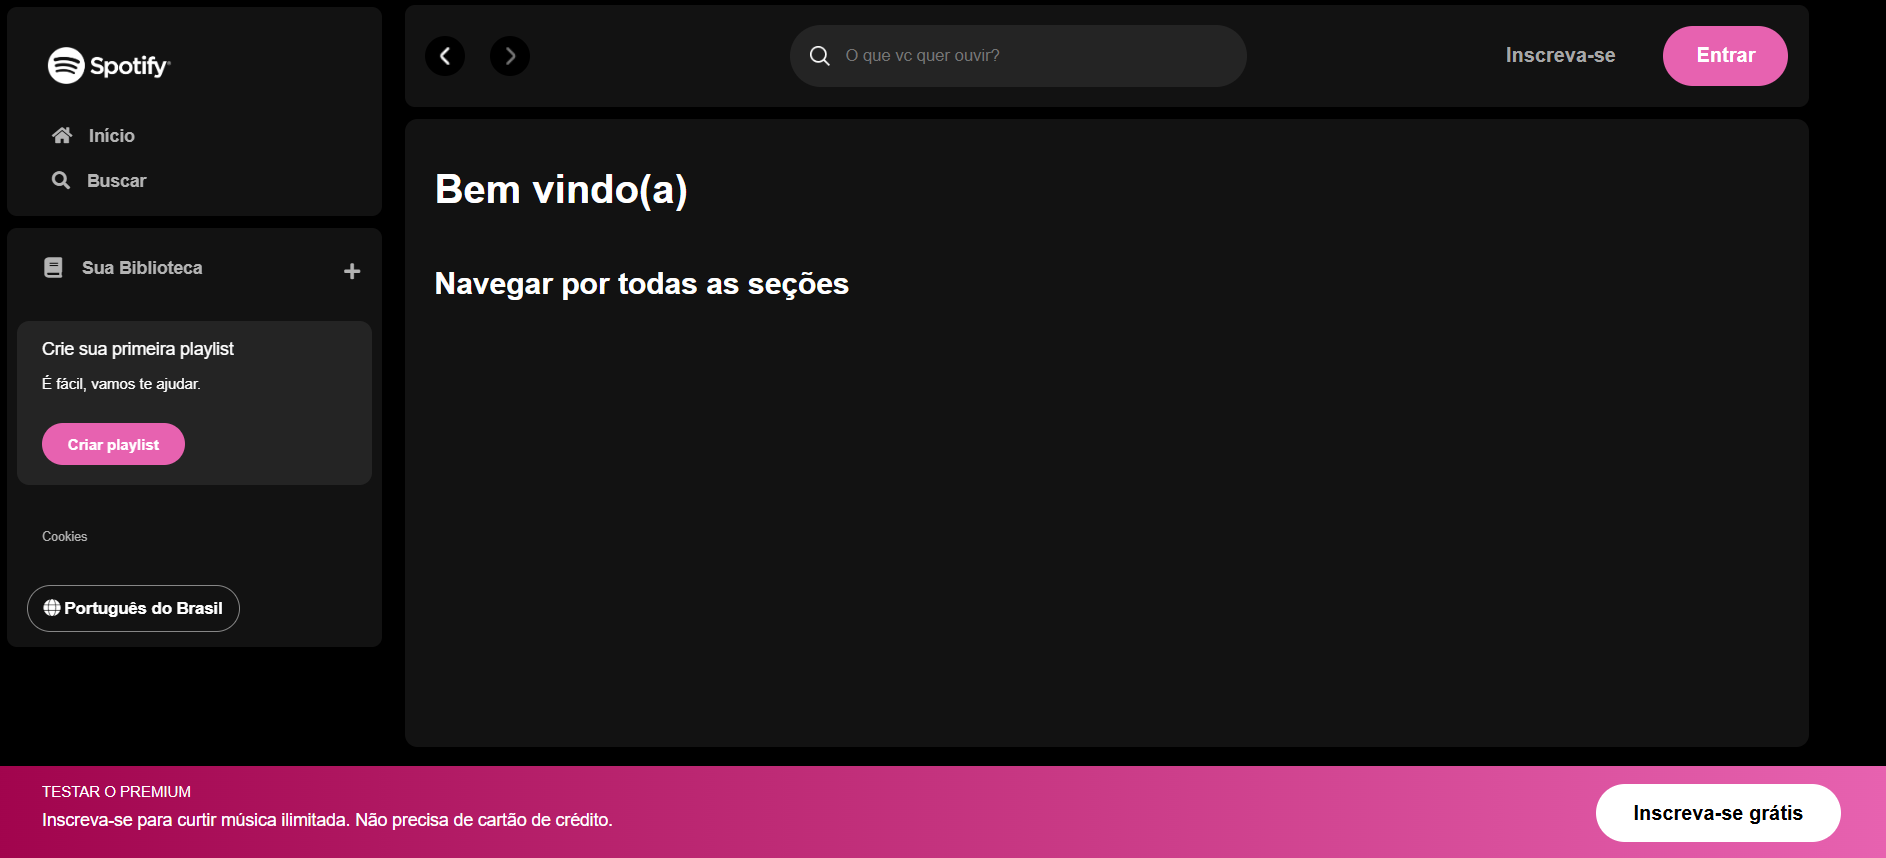 Spotify
Início
Buscar
Sua Biblioteca
Crie sua primeira playlist
É fácil, vamos te ajudar.
Criar playlist
Cookies
Português do Brasil
O que vc quer ouvir?
Inscreva-se
Entrar
Bem vindo(a)
Navegar por todas as seções
TESTAR O PREMIUM
Inscreva-se para curtir música ilimitada. Não precisa de cartão de crédito.
Inscreva-se grátis